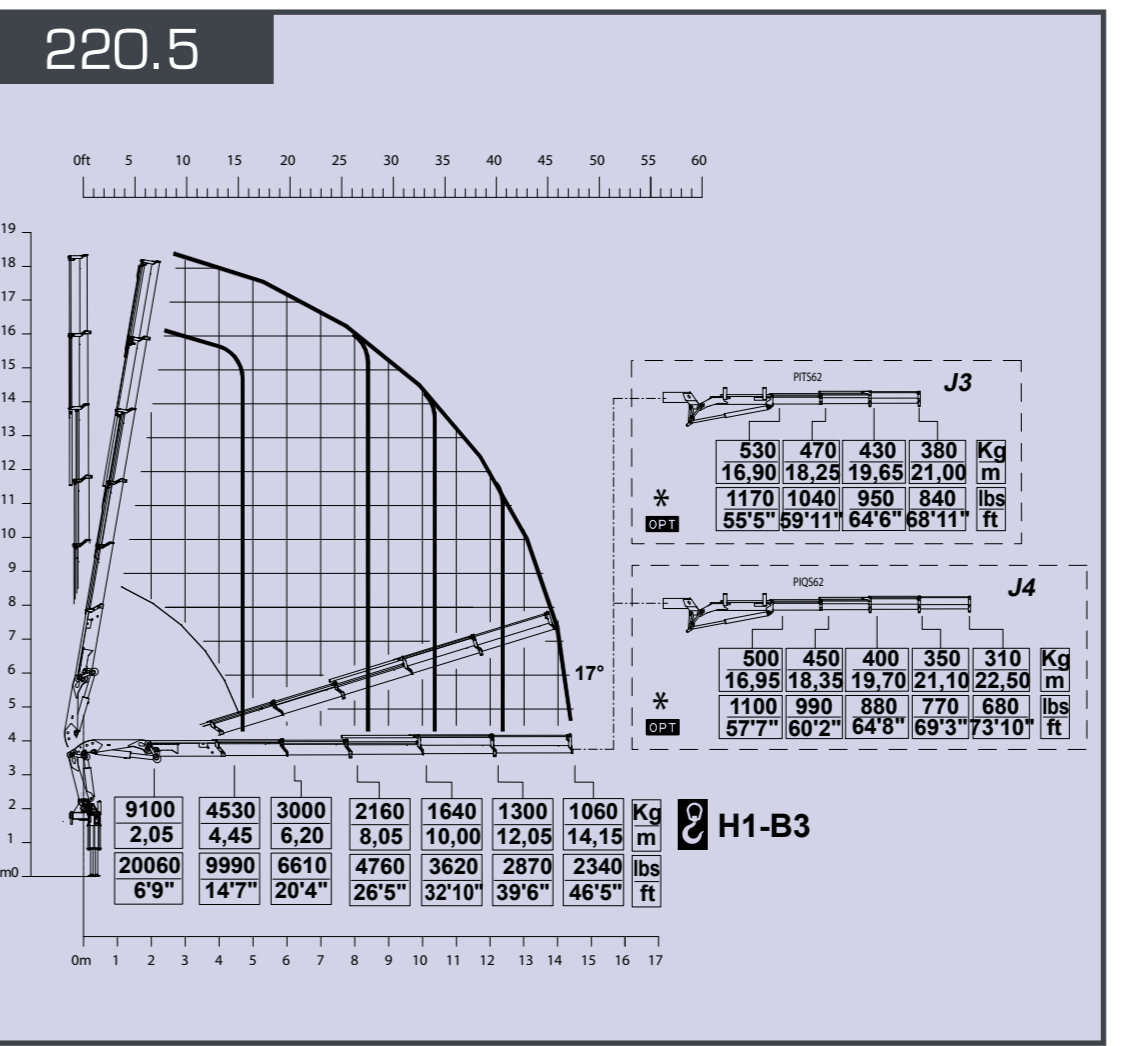 220.5
0ft 5 10 15 20 25 30 35 40 45 50 55 60
19
18
17
16
15
14
13
12
11
10
9
8
7
6
5
4
3
2
1
m0
17°
PITS62
J3
530 470 430 380 Kg
16,90 18,25 19,65 21,00 m
1170 1040 950 840 lbs
55'5" 59'11" 64'6" 68'11" ft
*
OPT
PIQS62
J4
500 450 400 350 310 Kg
16,95 18,35 19,70 21,10 22,50 m
1100 990 880 770 680 lbs
57'7" 60'2" 64'8" 69'3" 73'10" ft
*
OPT
9100 4530 3000 2160 1640 1300 1060 Kg
2,05 4,45 6,20 8,05 10,00 12,05 14,15 m
20060 9990 6610 4760 3620 2870 2340 lbs
6'9" 14'7" 20'4" 26'5" 32'10" 39'6" 46'5" ft
H1-B3
0m 1 2 3 4 5 6 7 8 9 10 11 12 13 14 15 16 17